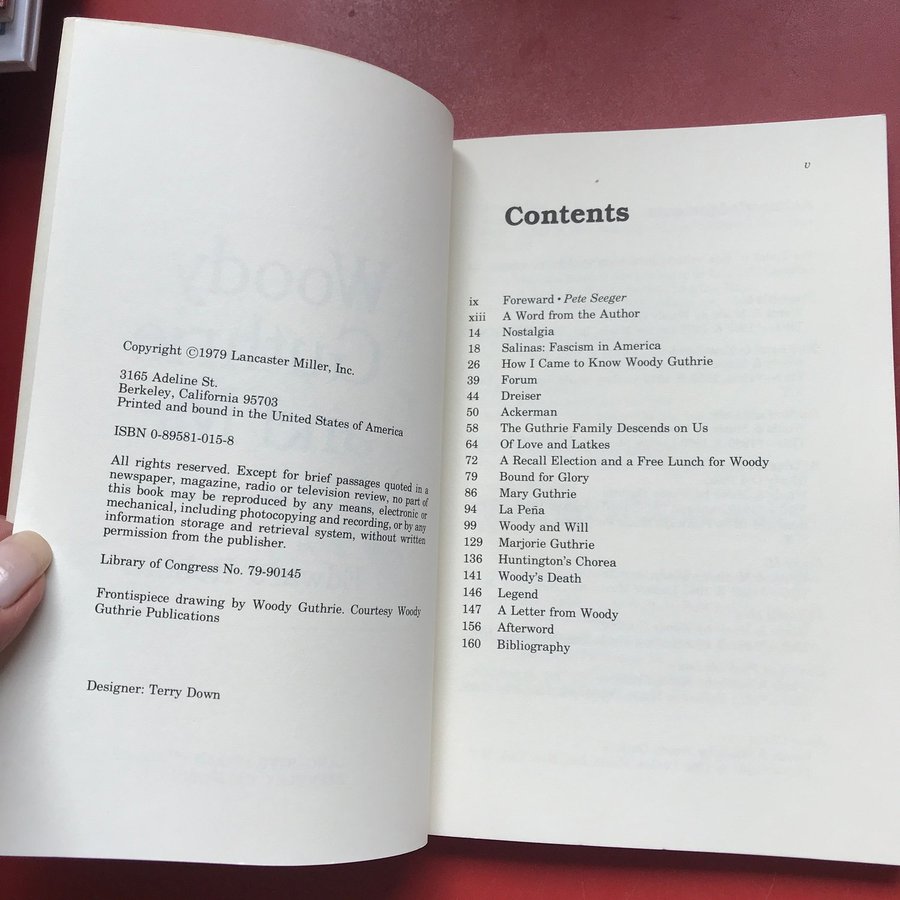 Copyright ©1979 Lancaster Miller, Inc.
3165 Adeline St.
Berkeley, California 95703
Printed and bound in the United States of America
ISBN 0-89581-015-8
All rights reserved. Except for brief passages quoted in a
newspaper, magazine, radio or television review, no part of
this book may be reproduced by any means, electronic or
mechanical, including photocopying and recording, or by any
information storage and retrieval system, without written
permission from the publisher.
Library of Congress No. 79-90145
Frontispiece drawing by Woody Guthrie. Courtesy Woody
Guthrie Publications
Designer: Terry Down
v
Contents
ix Foreward • Pete Seeger
xiii A Word from the Author
14 Nostalgia
18 Salinas: Fascism in America
26 How I Came to Know Woody Guthrie
39 Forum
44 Dreiser
50 Ackerman
58 The Guthrie Family Descends on Us
64 Of Love and Latkes
72 A Recall Election and a Free Lunch for Woody
79 Bound for Glory
86 Mary Guthrie
94 La Peña
99 Woody and Will
129 Marjorie Guthrie
136 Huntington's Chorea
141 Woody's Death
146 Legend
147 A Letter from Woody
156 Afterword
160 Bibliography